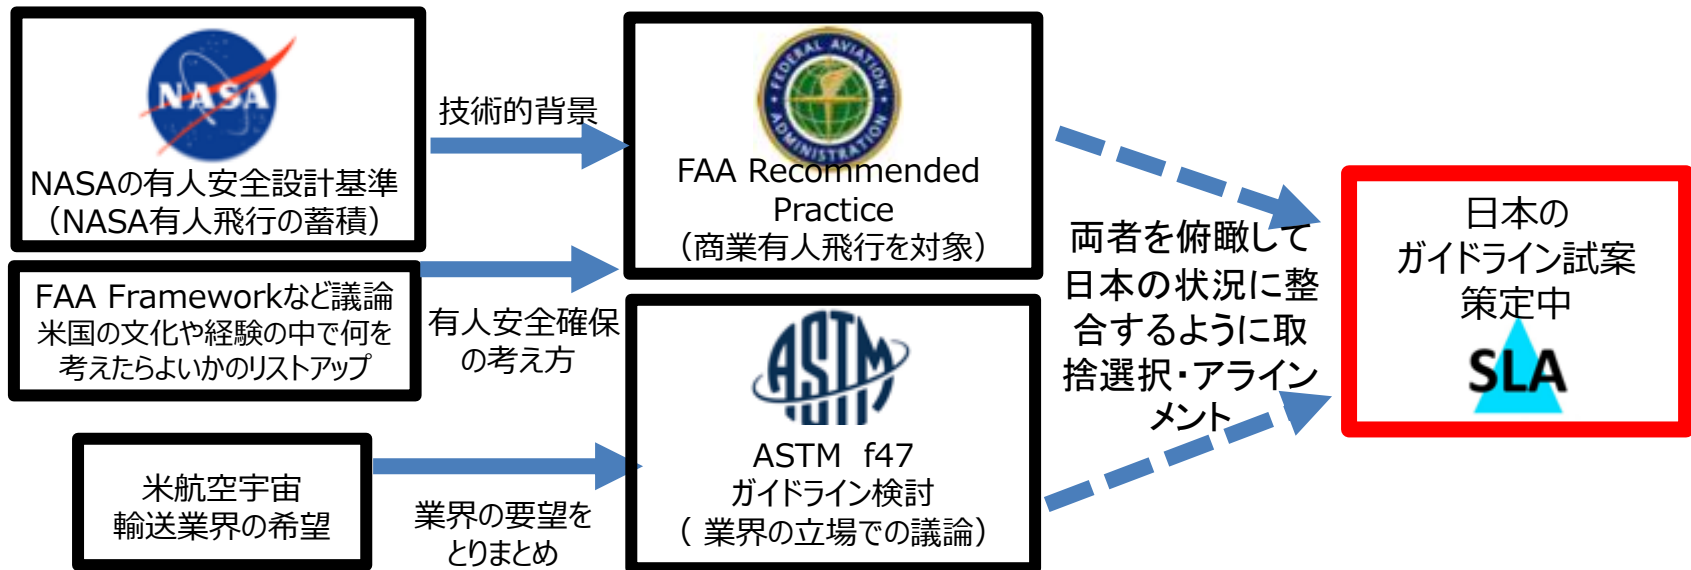 NASA
NASAの有人安全設計基準
（NASA有人飛行の蓄積）
FAA Frameworkなど議論
米国の文化や経験の中で何を
考えたらよいかのリストアップ
米航空宇宙
輸送業界の希望
技術的背景
有人安全確保
の考え方
業界の要望を
とりまとめ
FEDERAL AVIATION
ADMINISTRATION
FAA Recommended
Practice
（商業有人飛行を対象）
ASTM
ASTM f47
ガイドライン検討
（ 業界の立場での議論）
両者を俯瞰して
日本の状況に整
合するように取
捨選択・アライン
メント
日本の
ガイドライン試案
策定中
SLA